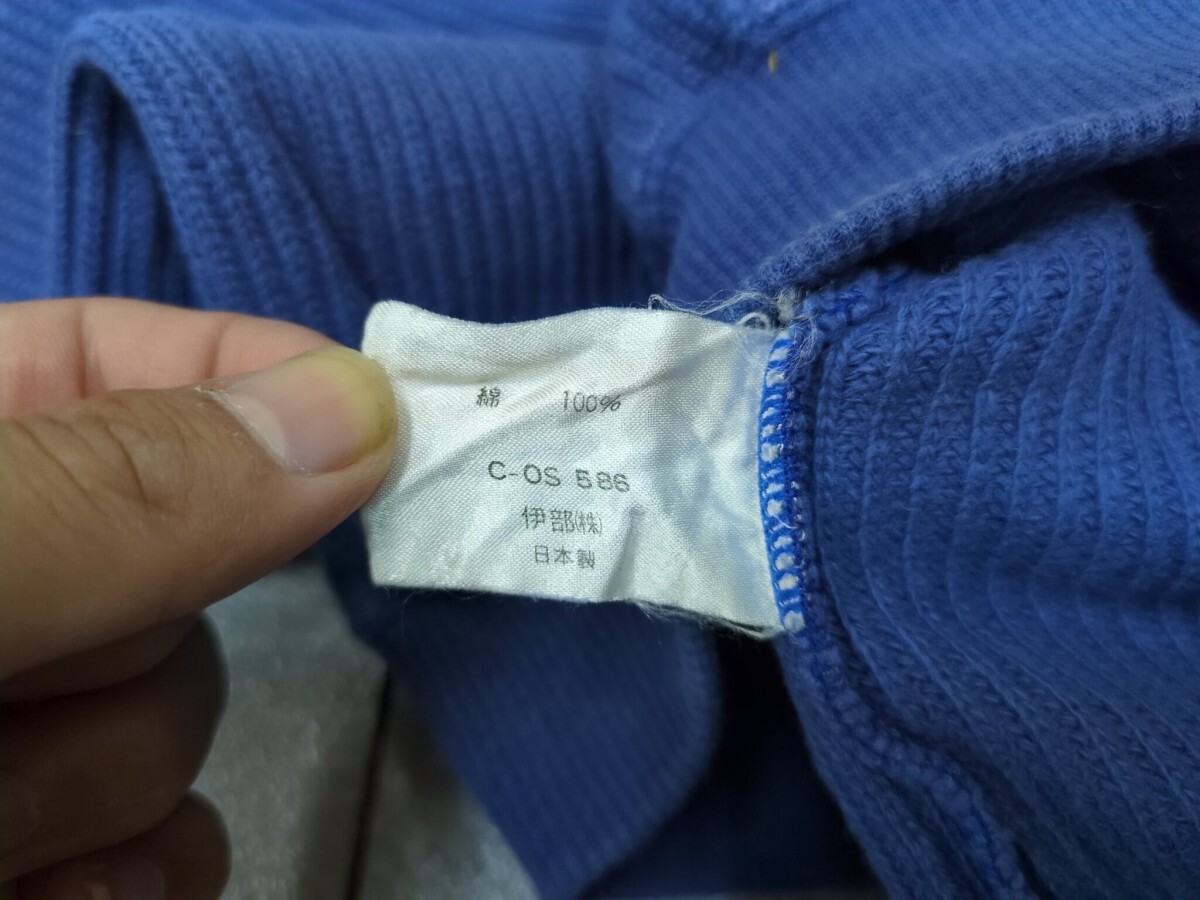 綿 100%
C-OS 586
伊部(株)
日本製